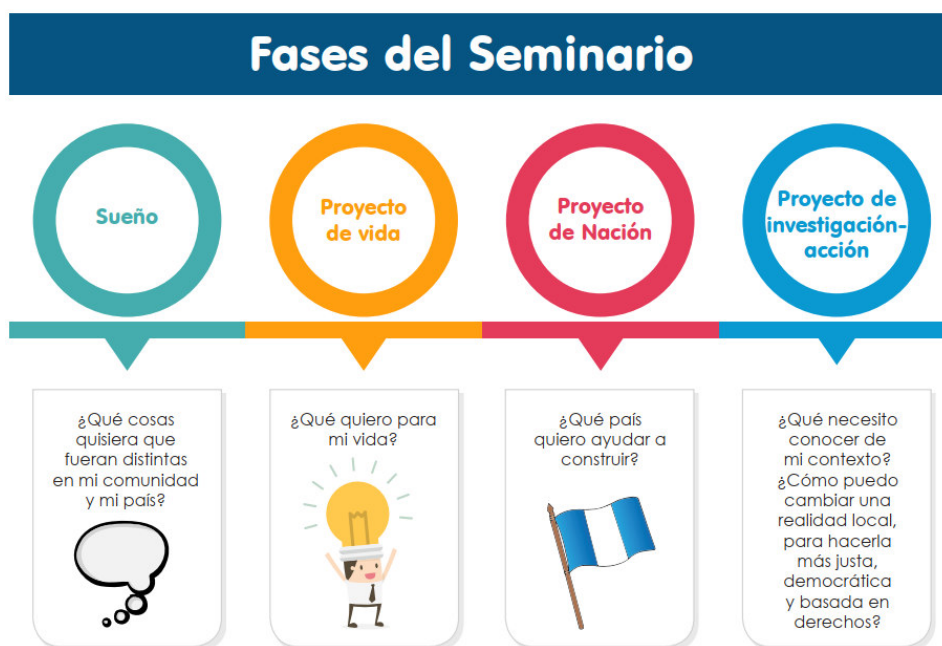 Fases del Seminario
Sueño
Proyecto
de vida
Proyecto
de Nación
Proyecto de
investigación-
acción
¿Qué cosas
quisiera que
fueran distintas
en mi comunidad
y mi país?
¿Qué quiero para
mi vida?
¿Qué país
quiero ayudar a
construir?
¿Qué necesito
conocer de
mi contexto?
¿Cómo puedo
cambiar una
realidad local,
para hacerla
más justa,
democrática
y basada en
derechos?